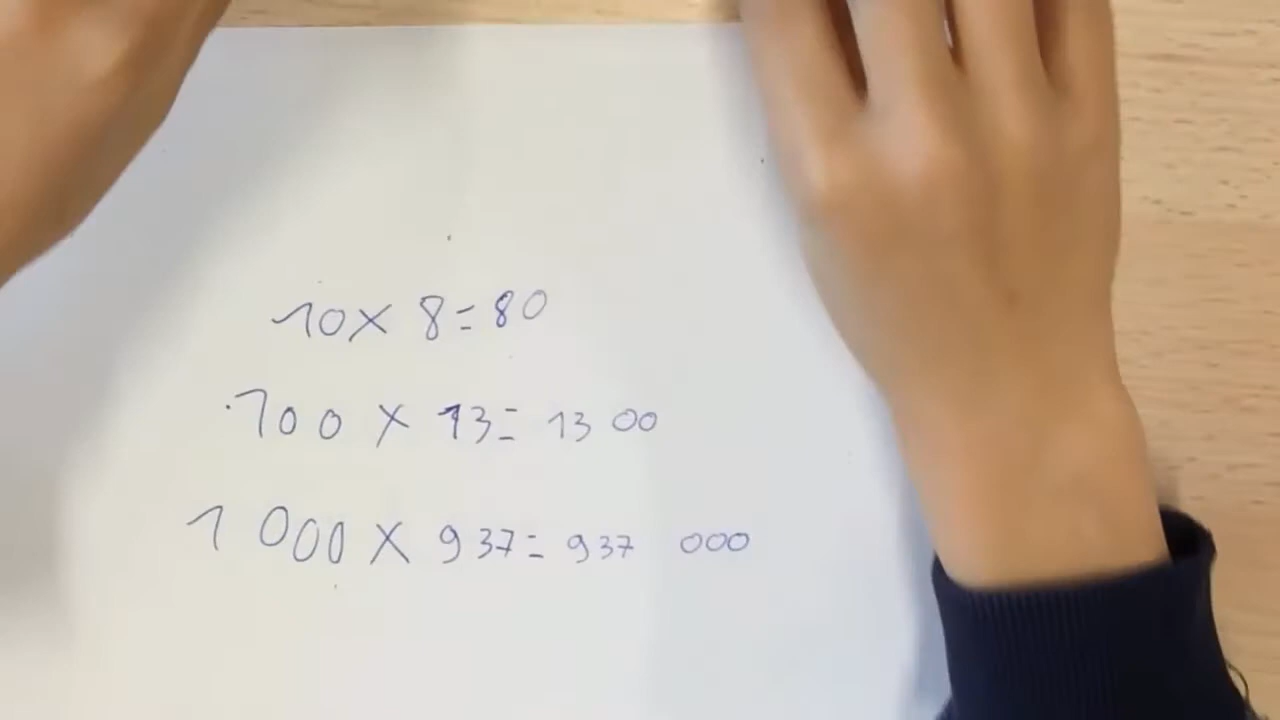 10 x 8 = 80
100 x 13 = 13 00
1 000 x 937 = 937 000